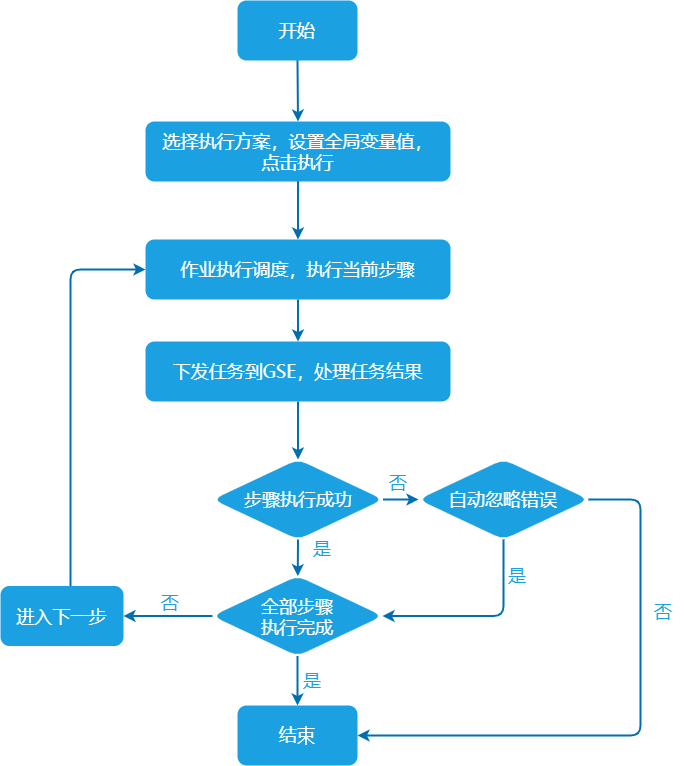 开始
选择执行方案，设置全局变量值，
点击执行
作业执行调度，执行当前步骤
下发任务到GSE，处理任务结果
步骤执行成功
否
自动忽略错误
是
是
进入下一步
否
全部步骤
执行完成
否
是
结束